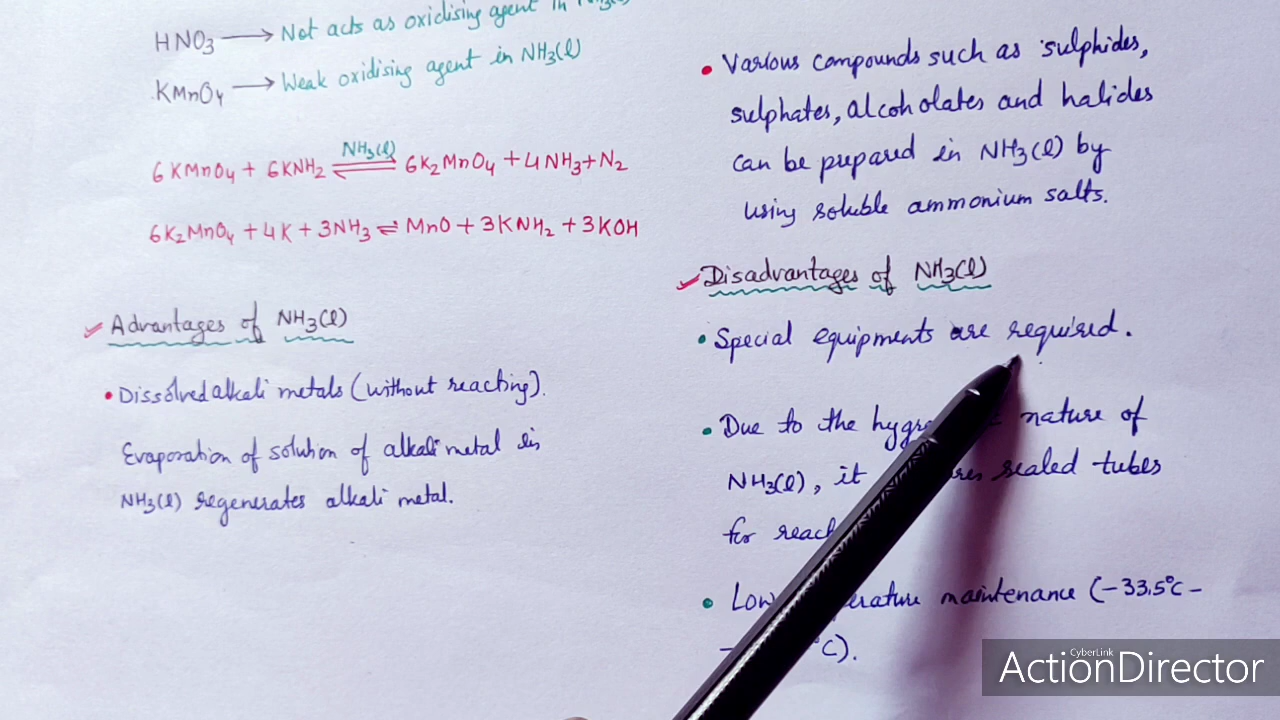 HNO3 → Not acts as oxidising agent in
KMnO4 → Weak oxidising agent in NH3(l)
6KMnO4 + 6KNH2 ⇌ 6K2MnO4 + 4NH3 + N2
NH3(l)
6K2MnO4 + 4K + 3NH3 ⇌ MnO + 3KNH2 + 3KOH
Advantages of NH3(l)
• Dissolved alkali metals (without reacting).
Evaporation of solution of alkali metal in
NH3(l) regenerates alkali metal.
• Various compounds such as sulphides,
sulphates, alcoholates and halides
can be prepared in NH3(l) by
using soluble ammonium salts.
Disadvantages of NH3(l)
• Special equipments are required.
• Due to the nature of
NH3(l), it sealed tubes
for
• Low maintenance (-33.5°C -
°C).
CyberLink
ActionDirector